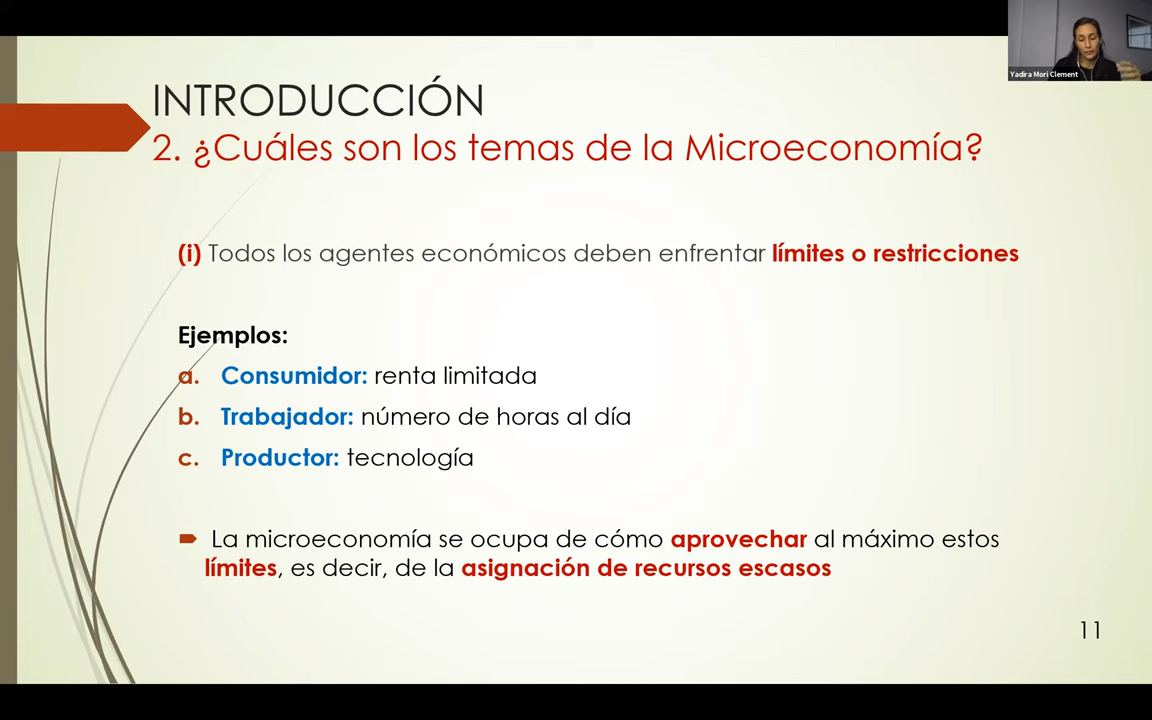 Yadira Mori Clement
INTRODUCCIÓN
2. ¿Cuáles son los temas de la Microeconomía?
(i) Todos los agentes económicos deben enfrentar límites o restricciones
Ejemplos:
a. Consumidor: renta limitada
b. Trabajador: número de horas al día
c. Productor: tecnología
La microeconomía se ocupa de cómo aprovechar al máximo estos
límites, es decir, de la asignación de recursos escasos
11